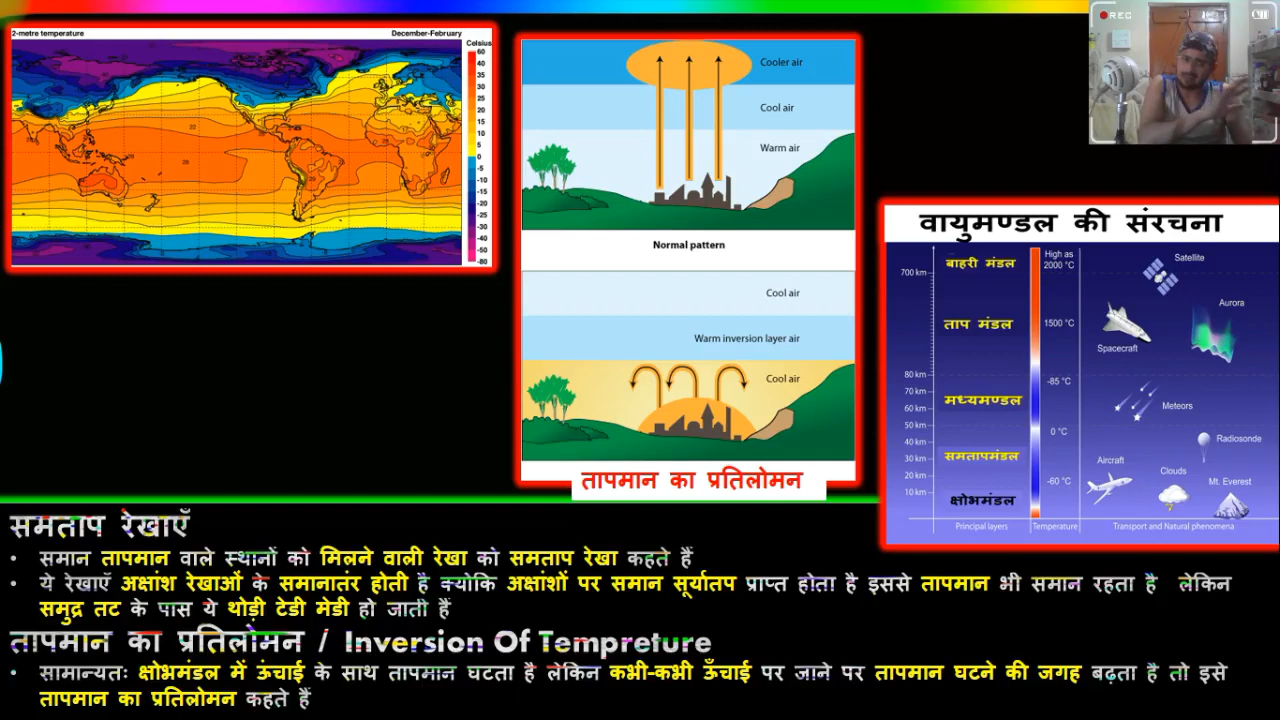 2-metre temperature
December-February
Celsius
60
40
35
30
25
20
15
10
5
0
-5
-10
-15
-20
-25
-30
-40
-50
-80
Cooler air
Cool air
Warm air
Normal pattern
Cool air
Warm inversion layer air
Cool air
तापमान का प्रतिलोमन
REC
वायुमण्डल की संरचना
700 km
80 km
70 km
60 km
50 km
40 km
30 km
20 km
10 km
बाहरी मंडल
ताप मंडल
मध्यमण्डल
समतापमंडल
क्षोभमंडल
High as
2000 °C
1500 °C
-85 °C
0 °C
-60 °C
Satellite
Aurora
Spacecraft
Meteors
Radiosonde
Aircraft
Clouds
Mt. Everest
Principal layers
Temperature
Transport and Natural phenomena
समताप रेखाएँ
• समान तापमान वाले स्थानों को मिलने वाली रेखा को समताप रेखा कहते हैं
• ये रेखाएँ अक्षांश रेखाओं के समानातंर होती है क्योकि अक्षांशों पर समान सूर्यातप प्राप्त होता है इससे तापमान भी समान रहता है लेकिन
समुद्र तट के पास ये थोड़ी टेडी मेडी हो जाती हैं
तापमान का प्रतिलोमन / Inversion Of Tempreture
• सामान्यतः क्षोभमंडल में ऊंचाई के साथ तापमान घटता है लेकिन कभी-कभी ऊँचाई पर जाने पर तापमान घटने की जगह बढ़ता है तो इसे
तापमान का प्रतिलोमन कहते हैं